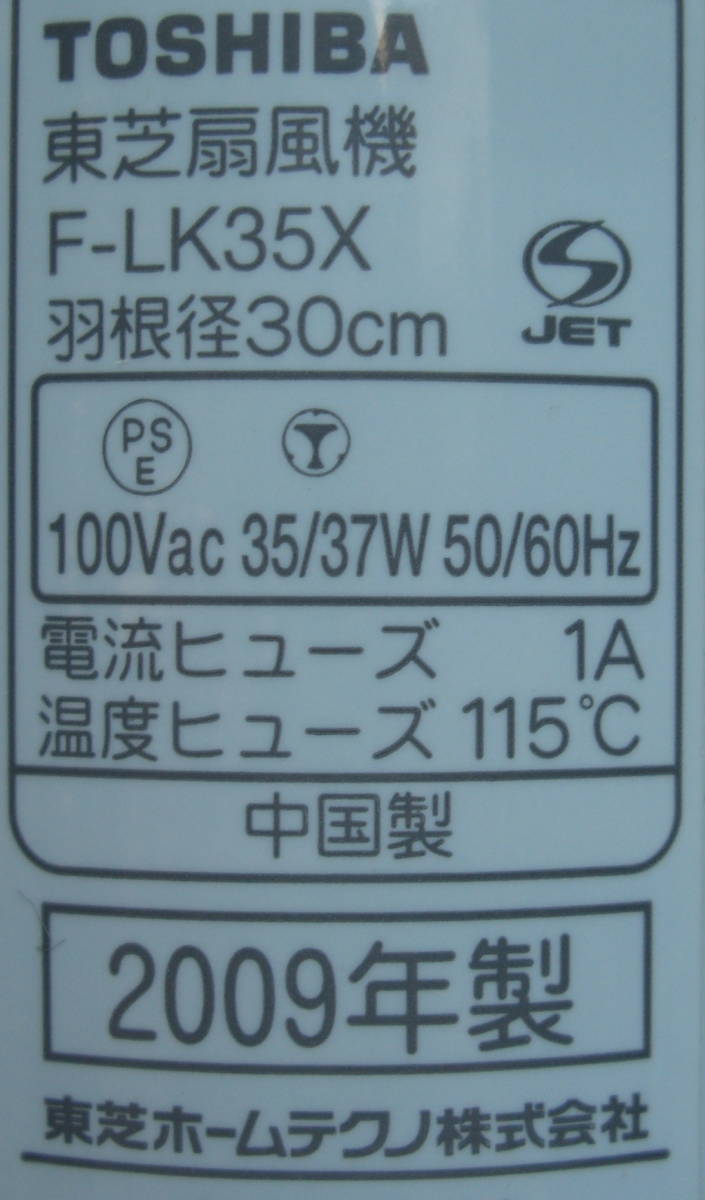 TOSHIBA
東芝扇風機
F-LK35X
羽根径30cm
JET
PS
E
T
100Vac 35/37W 50/60Hz
電流ヒューズ 1A
温度ヒューズ 115℃
中国製
2009年製
東芝ホームテクノ株式会社